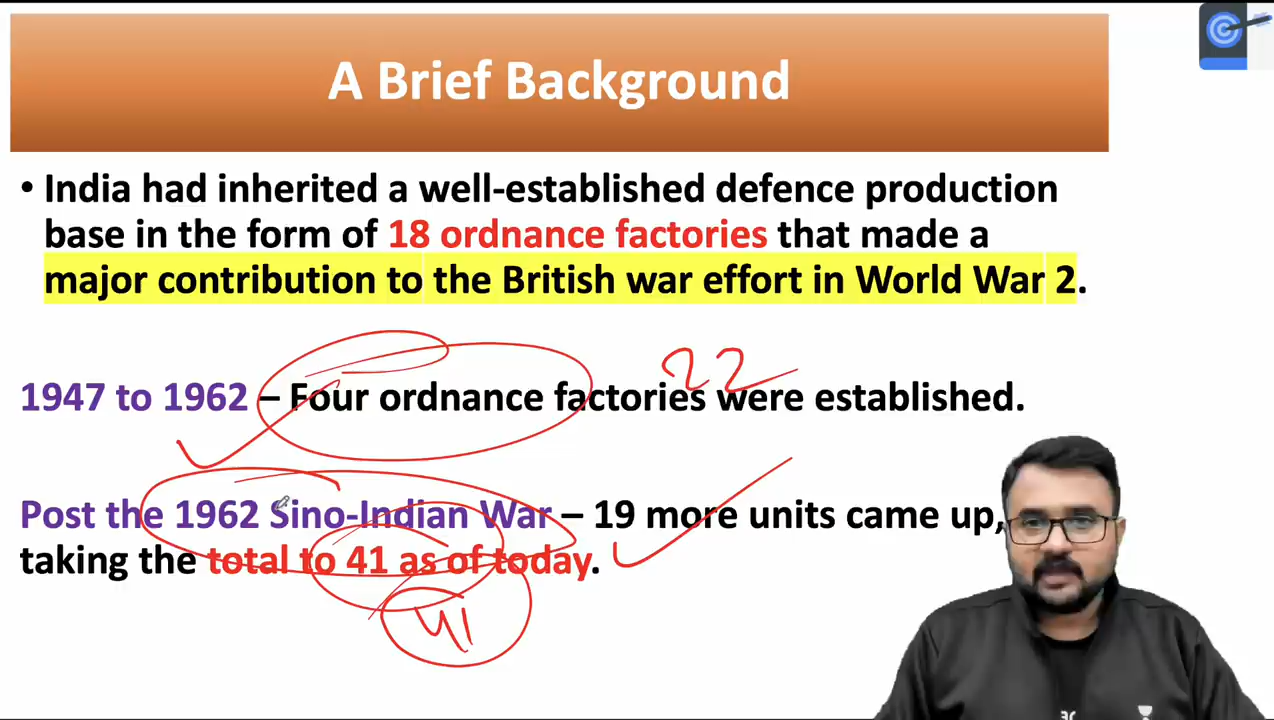 A Brief Background
• India had inherited a well-established defence production
base in the form of 18 ordnance factories that made a
major contribution to the British war effort in World War 2.
22
1947 to 1962 – Four ordnance factories were established.
Post the 1962 Sino-Indian War – 19 more units came up,
taking the total to 41 as of today.
41